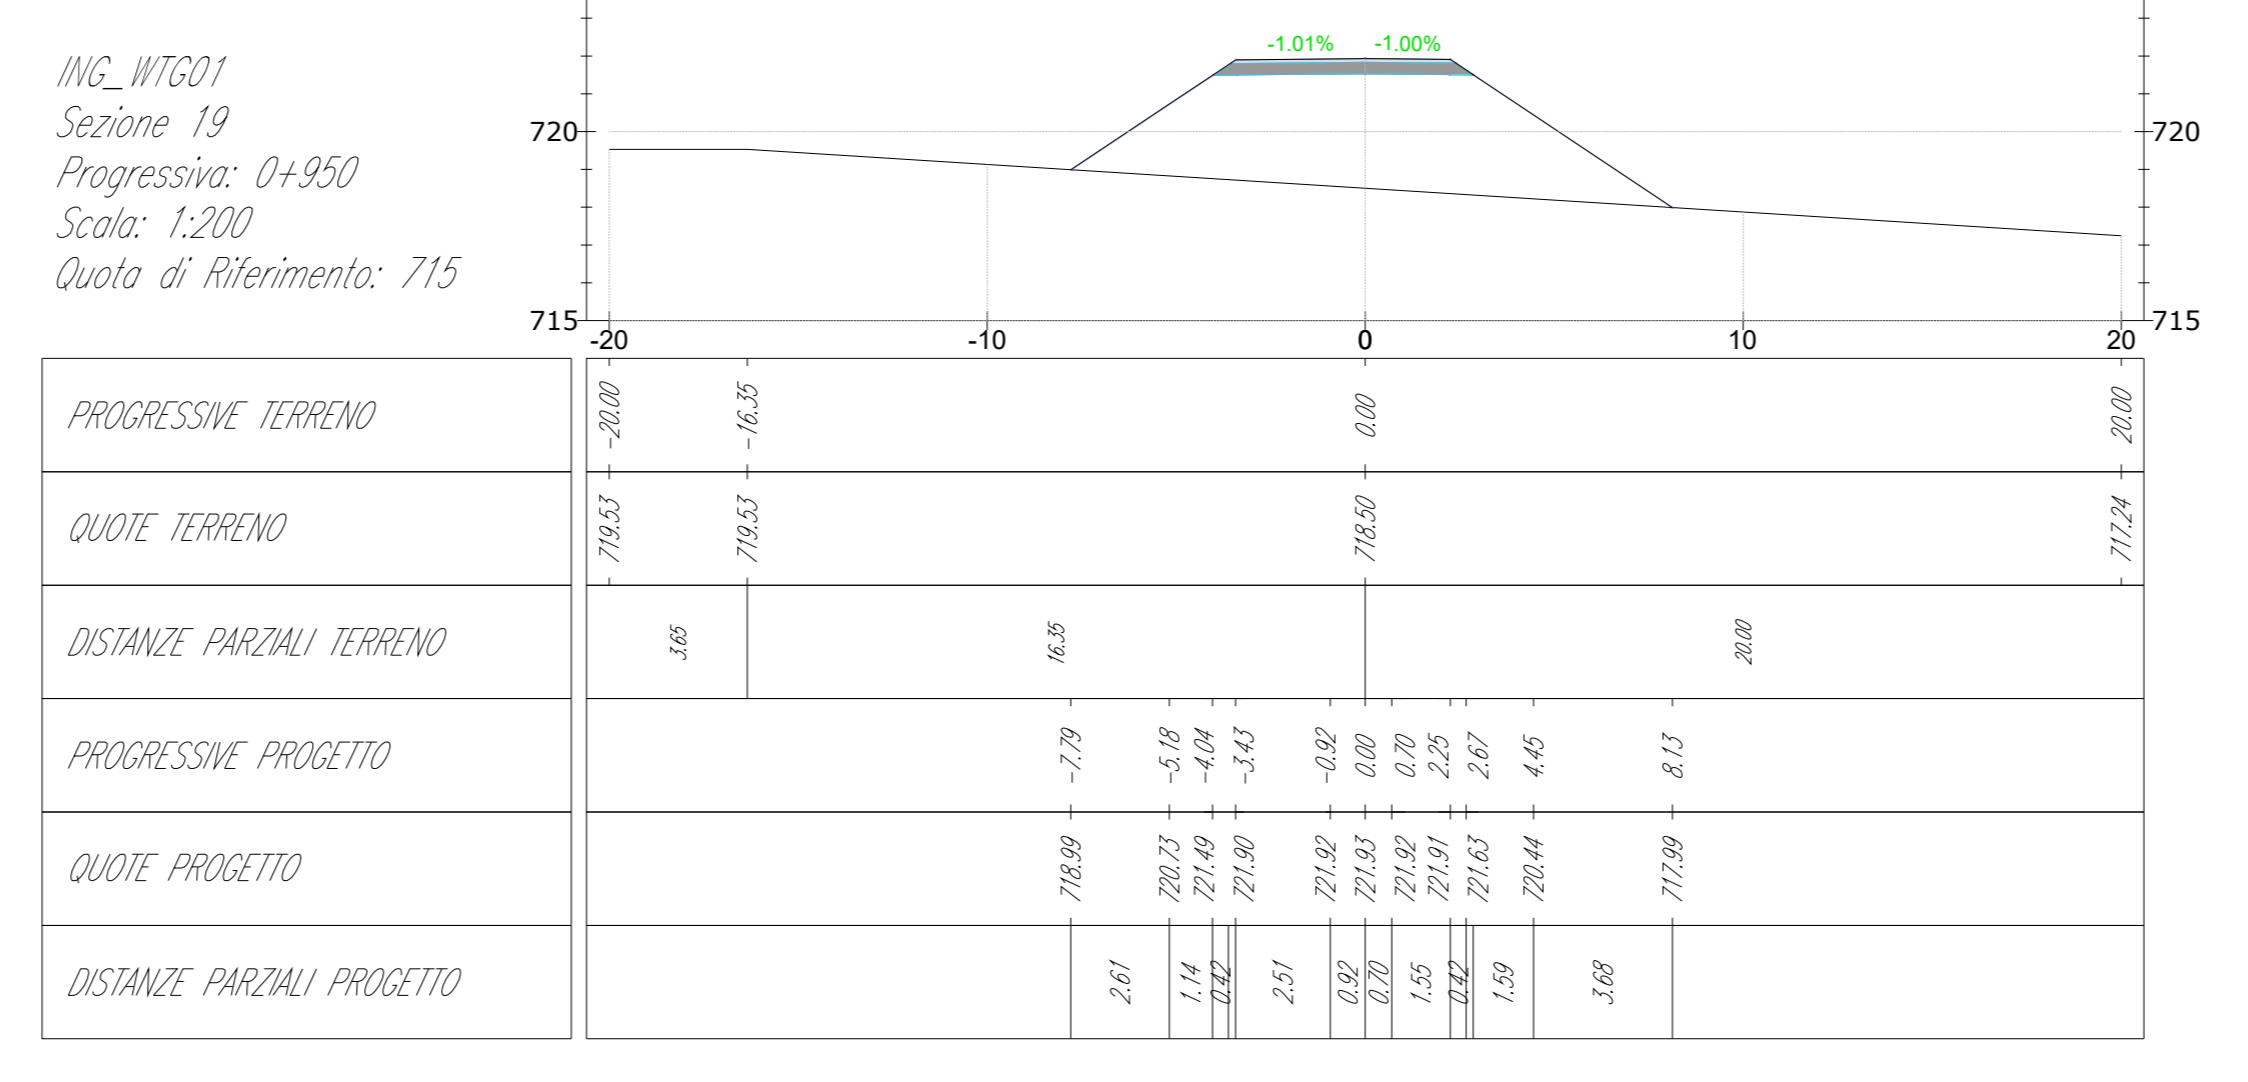 -1.01% -1.00%
ING_WTG01
Sezione 19
Progressiva: 0+950
Scala: 1:200
Quota di Riferimento: 715
720 720
715 715
-20 -10 0 10 20
PROGRESSIVE TERRENO -20.00 -16.35 0.00 20.00
QUOTE TERRENO 719.53 719.53 718.50 717.24
DISTANZE PARZIALI TERRENO 3.65 16.35 20.00
PROGRESSIVE PROGETTO -7.79 -5.18 -4.04 -3.43 -0.92 0.00 0.70 2.25 2.67 4.45 8.13
QUOTE PROGETTO 718.99 720.73 721.49 721.90 721.92 721.93 721.92 721.91 721.63 720.44 717.99
DISTANZE PARZIALI PROGETTO 2.61 1.14 0.42 2.51 0.92 0.70 1.55 0.42 1.59 3.68